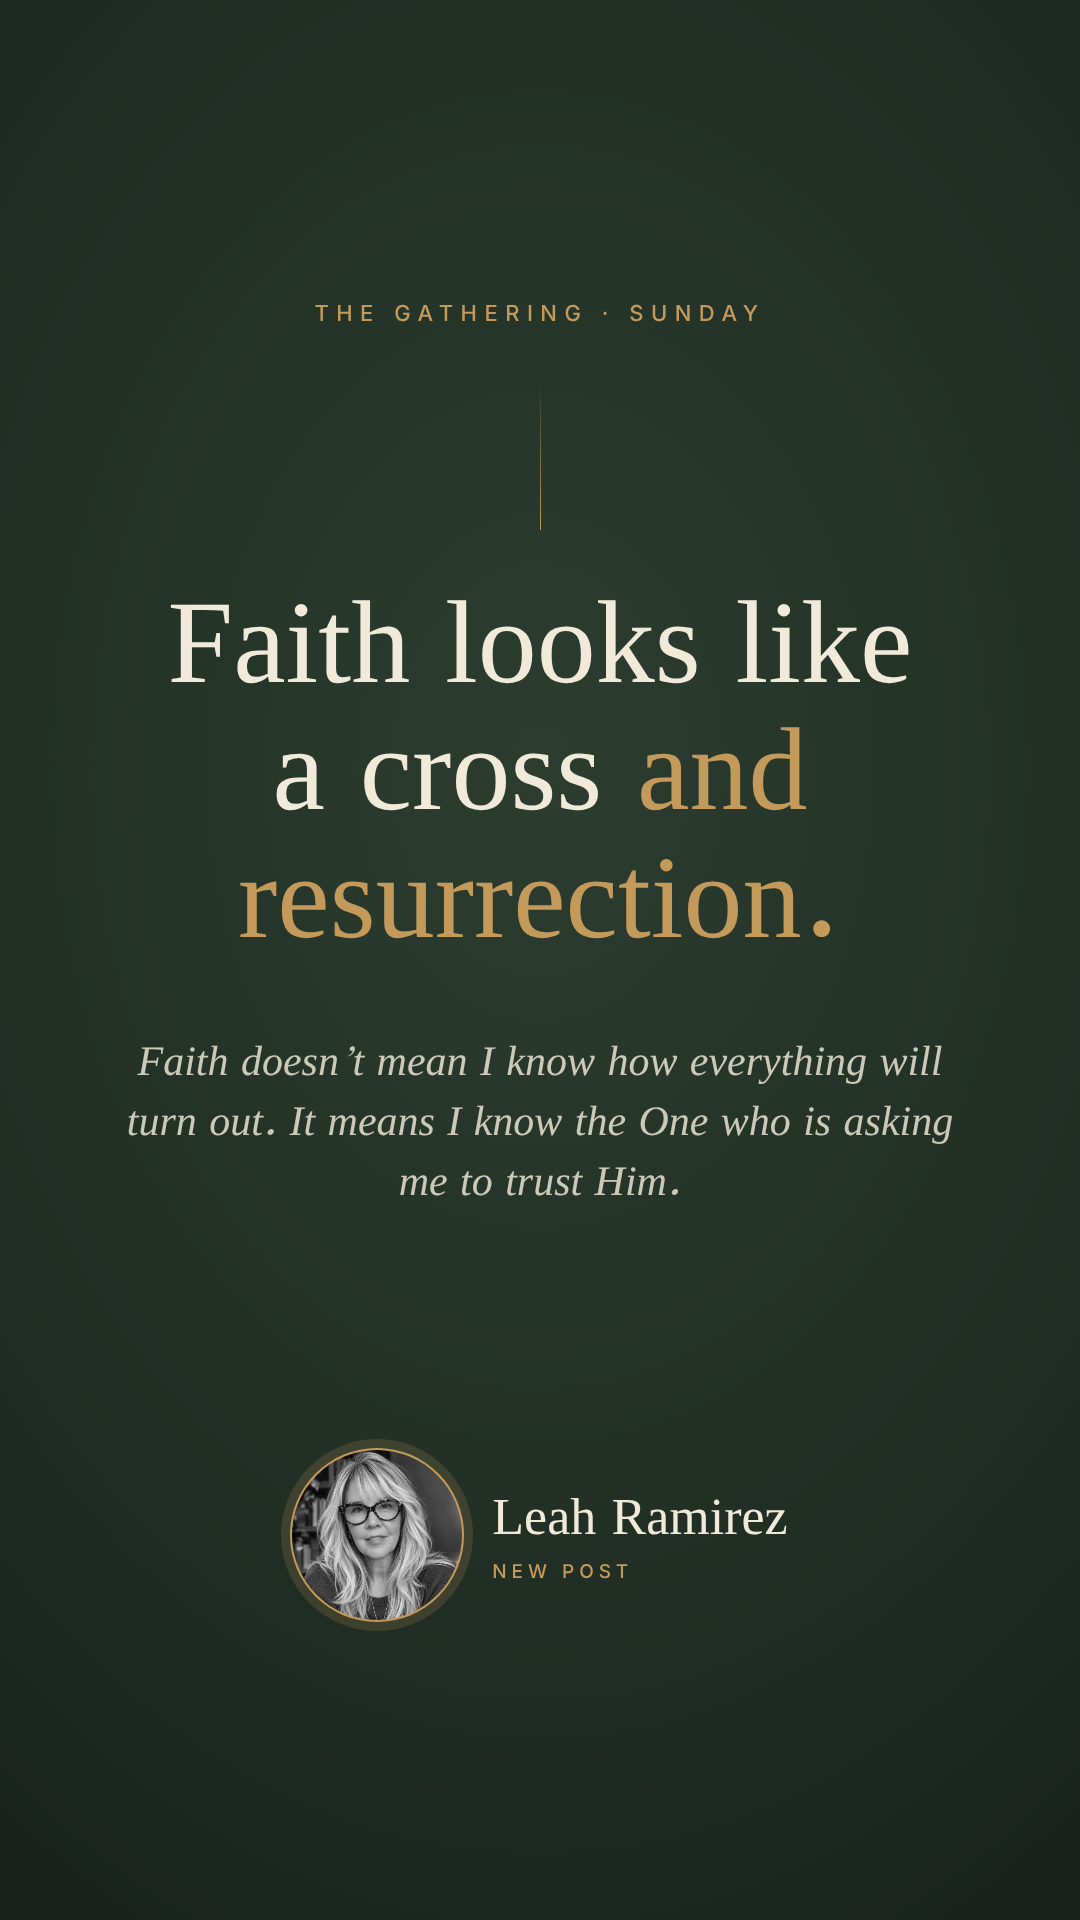 THE GATHERING · SUNDAY
Faith looks like
a cross and
resurrection.
Faith doesn’t mean I know how everything will
turn out. It means I know the One who is asking
me to trust Him.
Leah Ramirez
NEW POST